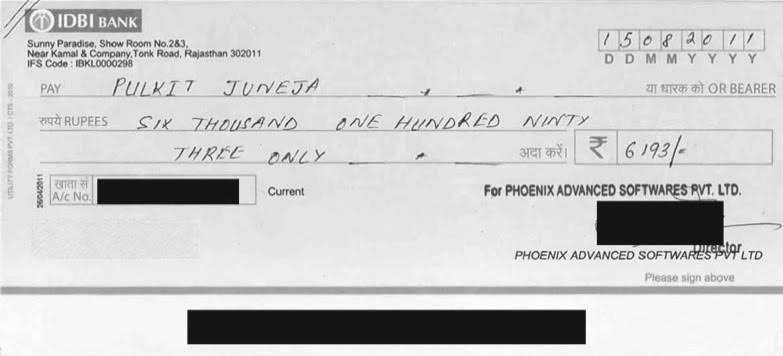 IDBI BANK
Sunny Paradise, Show Room No.2&3,
Near Kamal & Company,Tonk Road, Rajasthan 302011
IFS Code : IBKL0000298
1 5 0 8 2 0 1 1
D D M M Y Y Y Y
PAY PULKIT JUNEJA या धारक को OR BEARER
रुपये RUPEES SIX THOUSAND ONE HUNDRED NINTY
THREE ONLY अदा करें। ₹ 6193/-
खाता सं
A/c No.
Current
For PHOENIX ADVANCED SOFTWARES PVT. LTD.
Director
PHOENIX ADVANCED SOFTWARES PVT LTD
Please sign above
UTILITY FORMS PVT. LTD. | CTS - 2010
26/04/2011